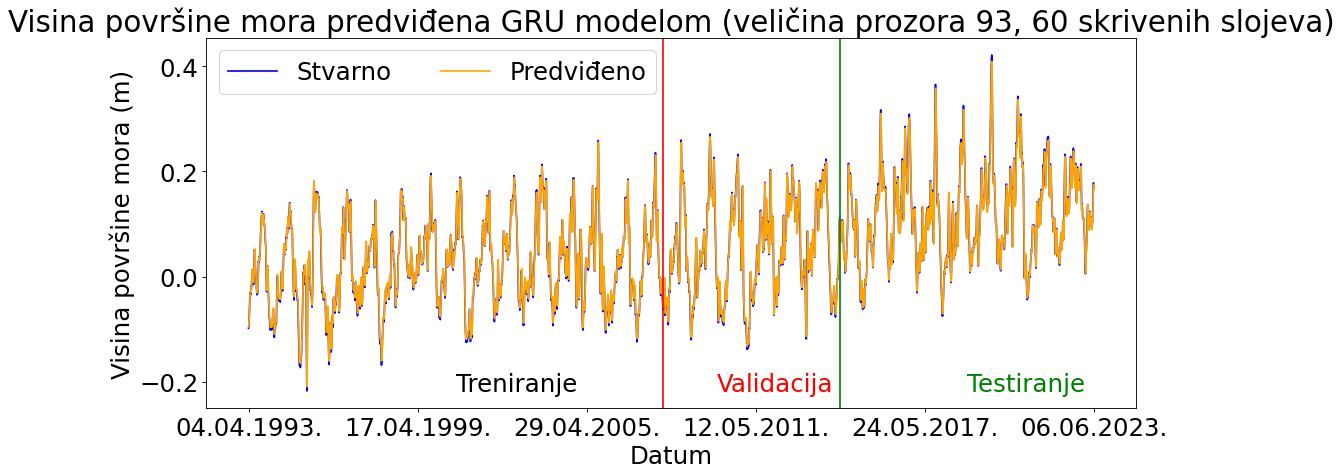 Visina površine mora predviđena GRU modelom (veličina prozora 93, 60 skrivenih slojeva)
Stvarno
Predviđeno
Visina površine mora (m)
0.4
0.2
0.0
−0.2
Treniranje
Validacija
Testiranje
04.04.1993.
17.04.1999.
29.04.2005.
12.05.2011.
24.05.2017.
06.06.2023.
Datum